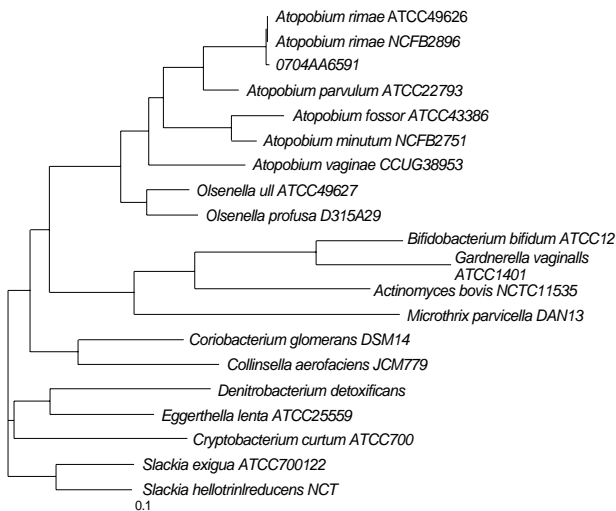 Atopobium rimae ATCC49626
Atopobium rimae NCFB2896
0704AA6591
Atopobium parvulum ATCC22793
Atopobium fossor ATCC43386
Atopobium minutum NCFB2751
Atopobium vaginae CCUG38953
Olsenella ull ATCC49627
Olsenella profusa D315A29
Bifidobacterium bifidum ATCC12
Gardnerella vaginalls
ATCC1401
Actinomyces bovis NCTC11535
Microthrix parvicella DAN13
Coriobacterium glomerans DSM14
Collinsella aerofaciens JCM779
Denitrobacterium detoxificans
Eggerthella lenta ATCC25559
Cryptobacterium curtum ATCC700
Slackia exigua ATCC700122
Slackia hellotrinlreducens NCT
0.1